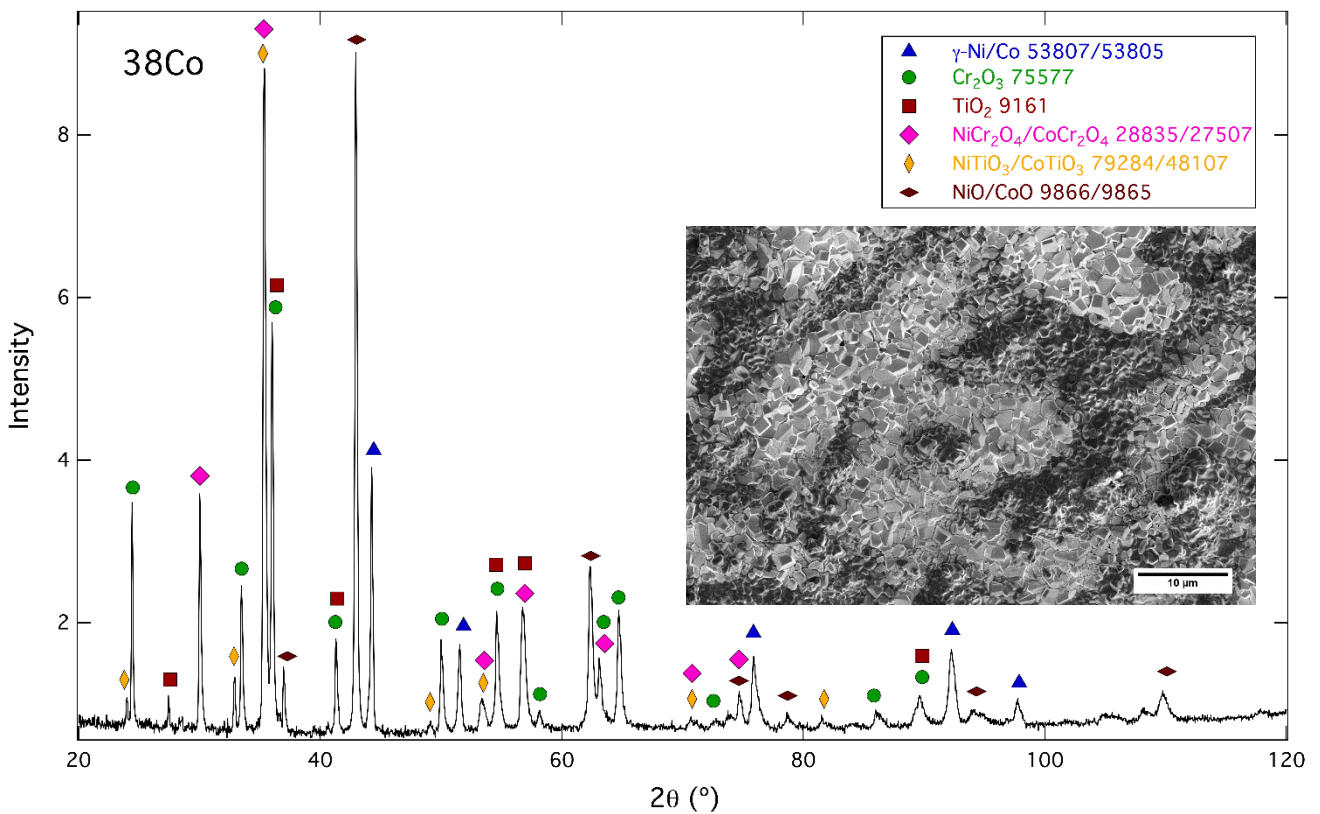 38Co
γ-Ni/Co 53807/53805
Cr₂O₃ 75577
TiO₂ 9161
NiCr₂O₄/CoCr₂O₄ 28835/27507
NiTiO₃/CoTiO₃ 79284/48107
NiO/CoO 9866/9865
8
6
4
2
Intensity
10 μm
20
40
60
80
100
120
2θ (°)